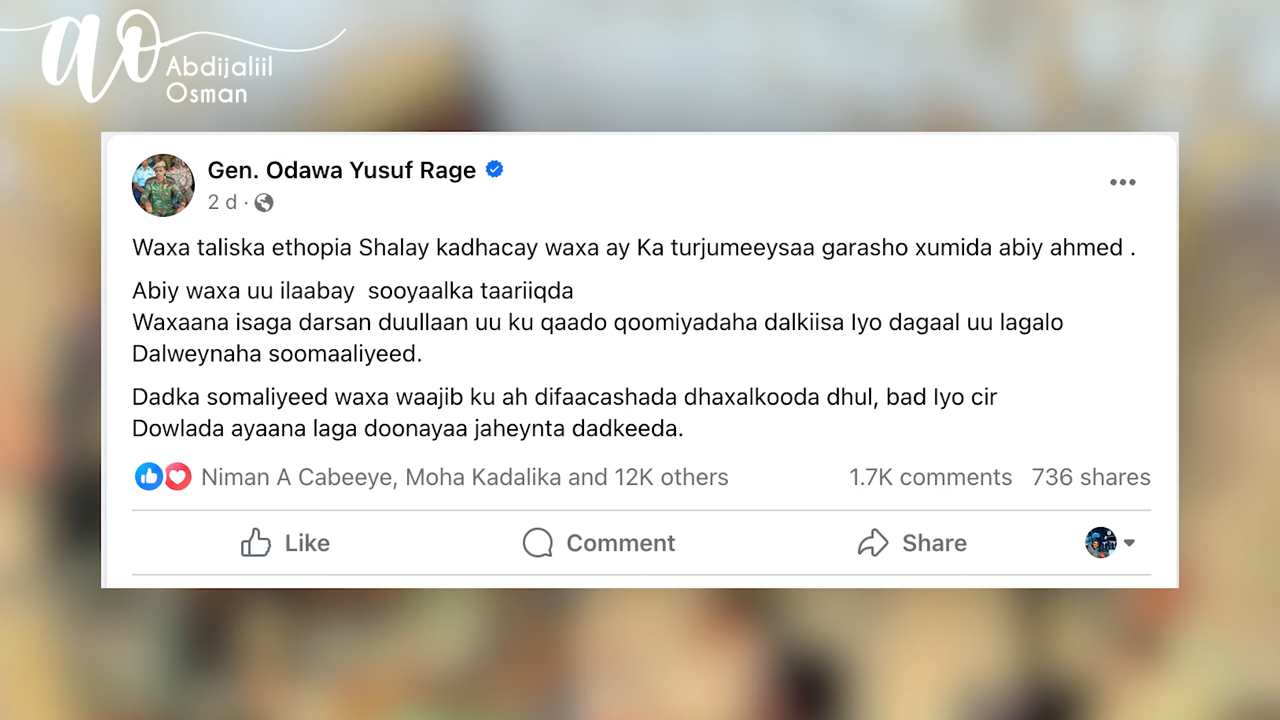 ao
Abdijaliil
Osman
Gen. Odawa Yusuf Rage
2 d ·
Waxa taliska ethopia Shalay kadhacay waxa ay Ka turjumeeysaa garasho xumida abiy ahmed .
Abiy waxa uu ilaabay  sooyaalka taariiqda
Waxaana isaga darsan duullaan uu ku qaado qoomiyadaha dalkiisa Iyo dagaal uu lagalo
Dalweynaha soomaaliyeed.
Dadka somaliyeed waxa waajib ku ah difaacashada dhaxalkooda dhul, bad Iyo cir
Dowlada ayaana laga doonayaa jaheynta dadkeeda.
Niman A Cabeeye, Moha Kadalika and 12K others 1.7K comments 736 shares
Like Comment Share